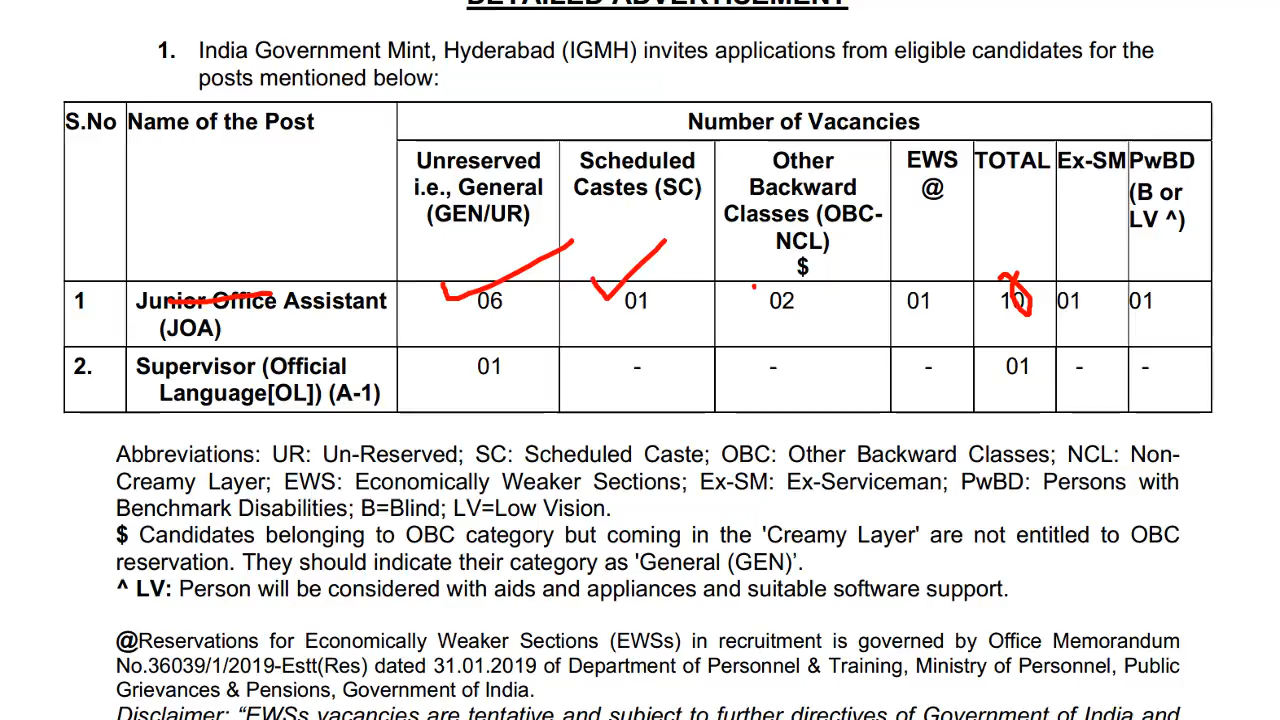 DETAILED ADVERTISEMENT
1. India Government Mint, Hyderabad (IGMH) invites applications from eligible candidates for the
posts mentioned below:
S.No Name of the Post Number of Vacancies
Unreserved i.e., General (GEN/UR) Scheduled Castes (SC) Other Backward Classes (OBC-NCL) $ EWS @ TOTAL Ex-SM PwBD (B or LV ^)
1 Junior Office Assistant (JOA) 06 01 02 01 10 01 01
2. Supervisor (Official Language[OL]) (A-1) 01 - - - 01 - -
Abbreviations: UR: Un-Reserved; SC: Scheduled Caste; OBC: Other Backward Classes; NCL: Non-
Creamy Layer; EWS: Economically Weaker Sections; Ex-SM: Ex-Serviceman; PwBD: Persons with
Benchmark Disabilities; B=Blind; LV=Low Vision.
$ Candidates belonging to OBC category but coming in the 'Creamy Layer' are not entitled to OBC
reservation. They should indicate their category as 'General (GEN)’.
^ LV: Person will be considered with aids and appliances and suitable software support.
@Reservations for Economically Weaker Sections (EWSs) in recruitment is governed by Office Memorandum
No.36039/1/2019-Estt(Res) dated 31.01.2019 of Department of Personnel & Training, Ministry of Personnel, Public
Grievances & Pensions, Government of India.
Disclaimer: “EWSs vacancies are tentative and subject to further directives of Government of India and